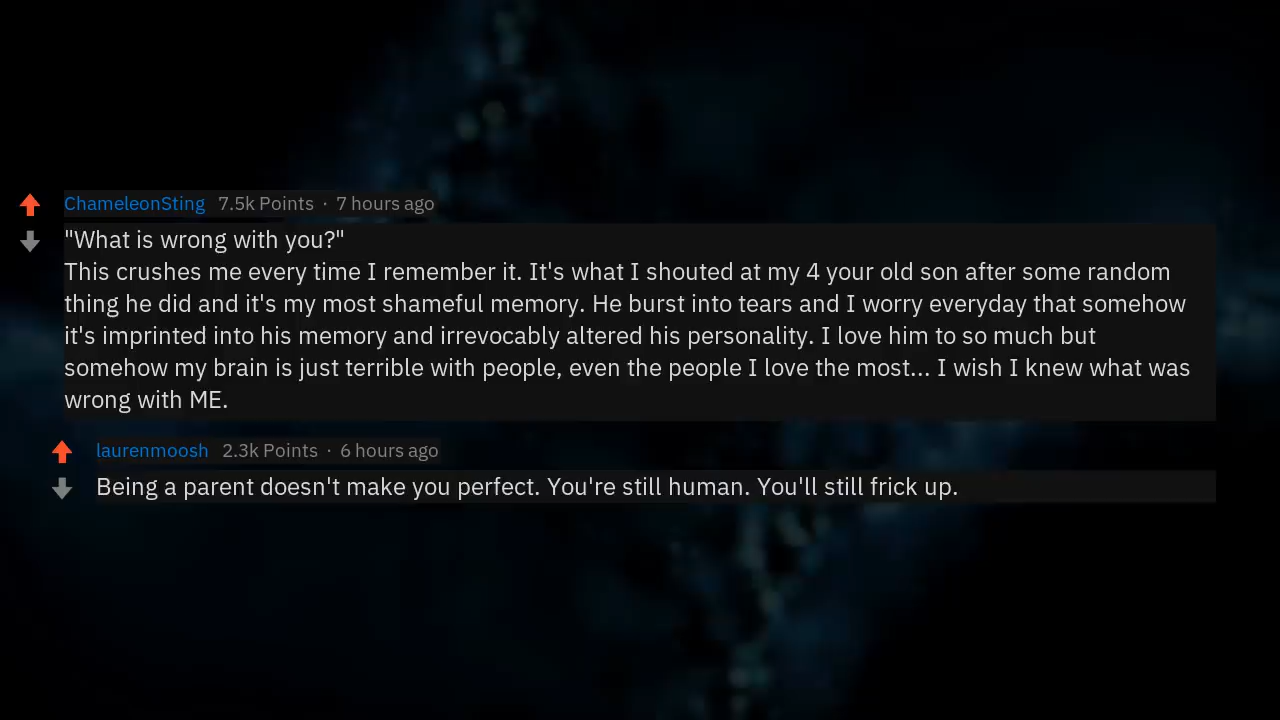 ChameleonSting 7.5k Points · 7 hours ago
"What is wrong with you?"
This crushes me every time I remember it. It's what I shouted at my 4 your old son after some random
thing he did and it's my most shameful memory. He burst into tears and I worry everyday that somehow
it's imprinted into his memory and irrevocably altered his personality. I love him to so much but
somehow my brain is just terrible with people, even the people I love the most... I wish I knew what was
wrong with ME.
laurenmoosh 2.3k Points · 6 hours ago
Being a parent doesn't make you perfect. You're still human. You'll still frick up.